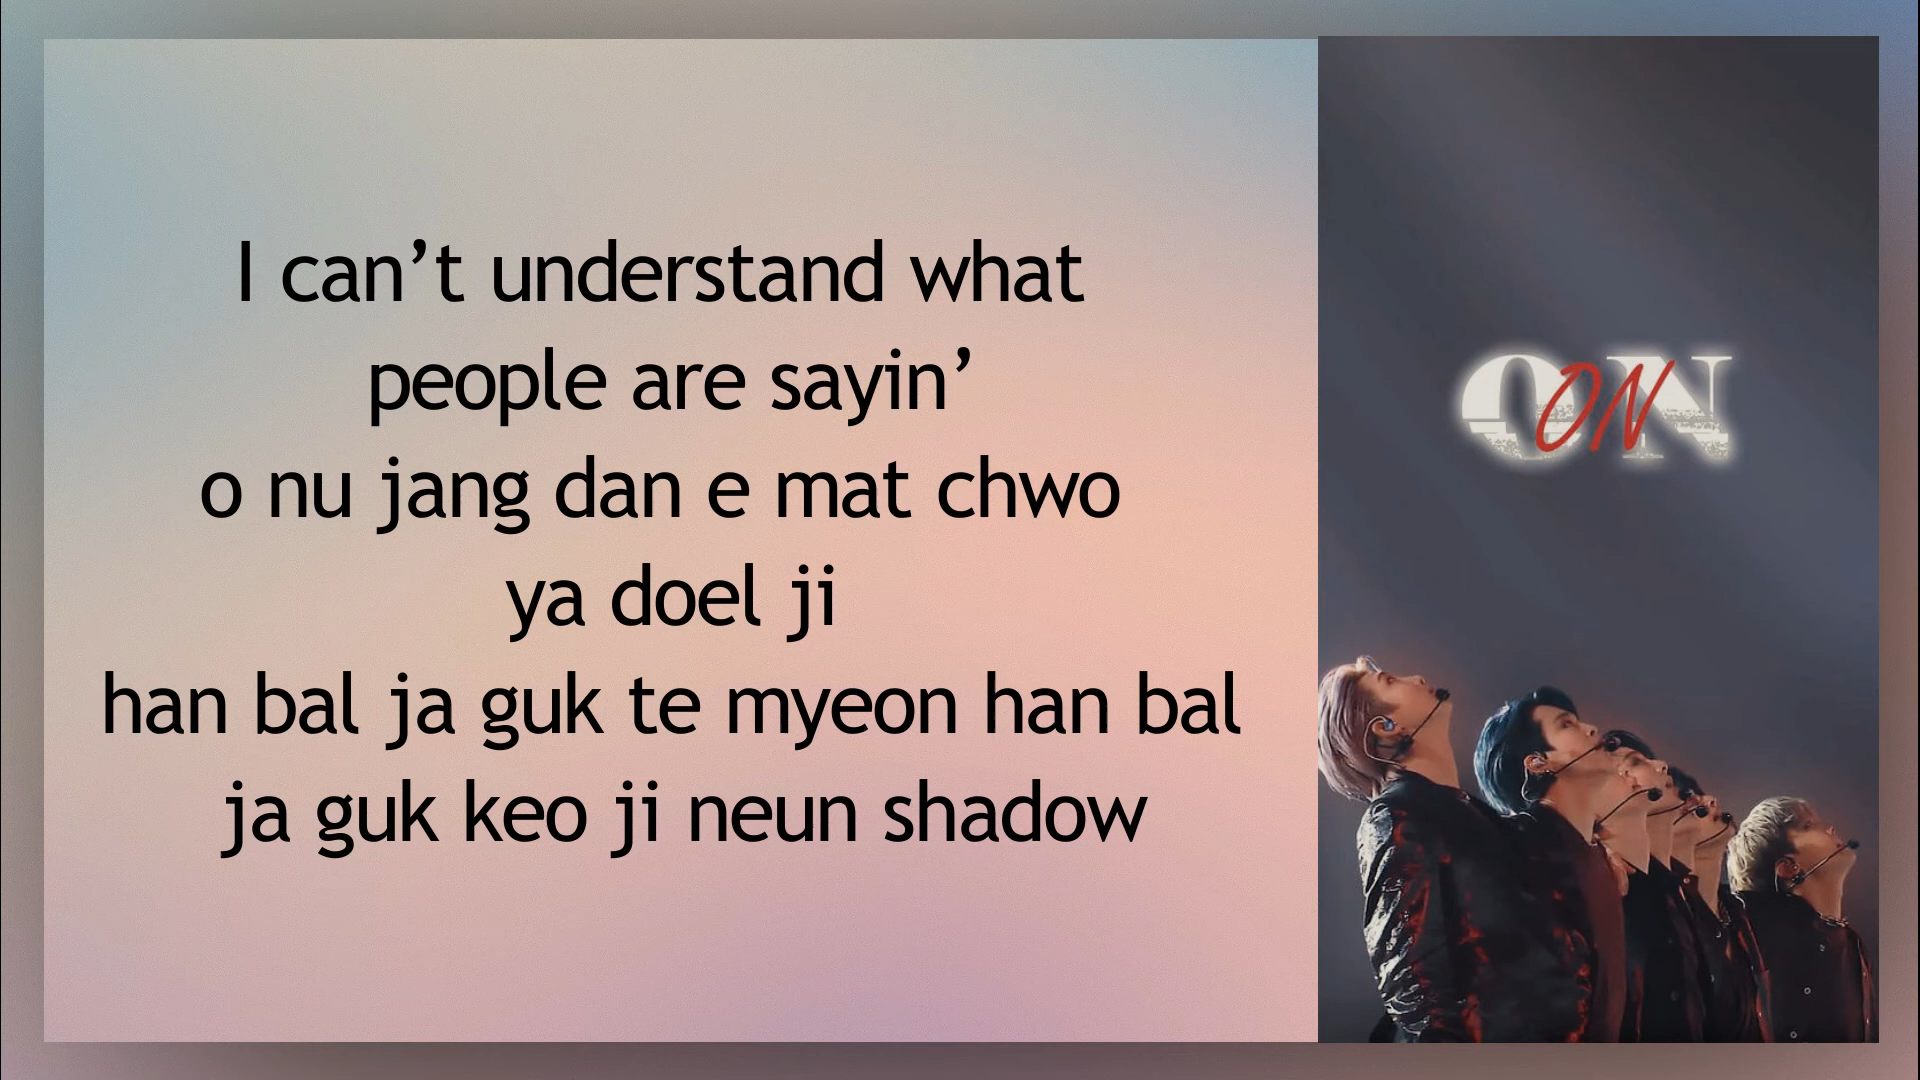 I can’t understand what
people are sayin’
o nu jang dan e mat chwo
ya doel ji
han bal ja guk te myeon han bal
ja guk keo ji neun shadow
ON
ON